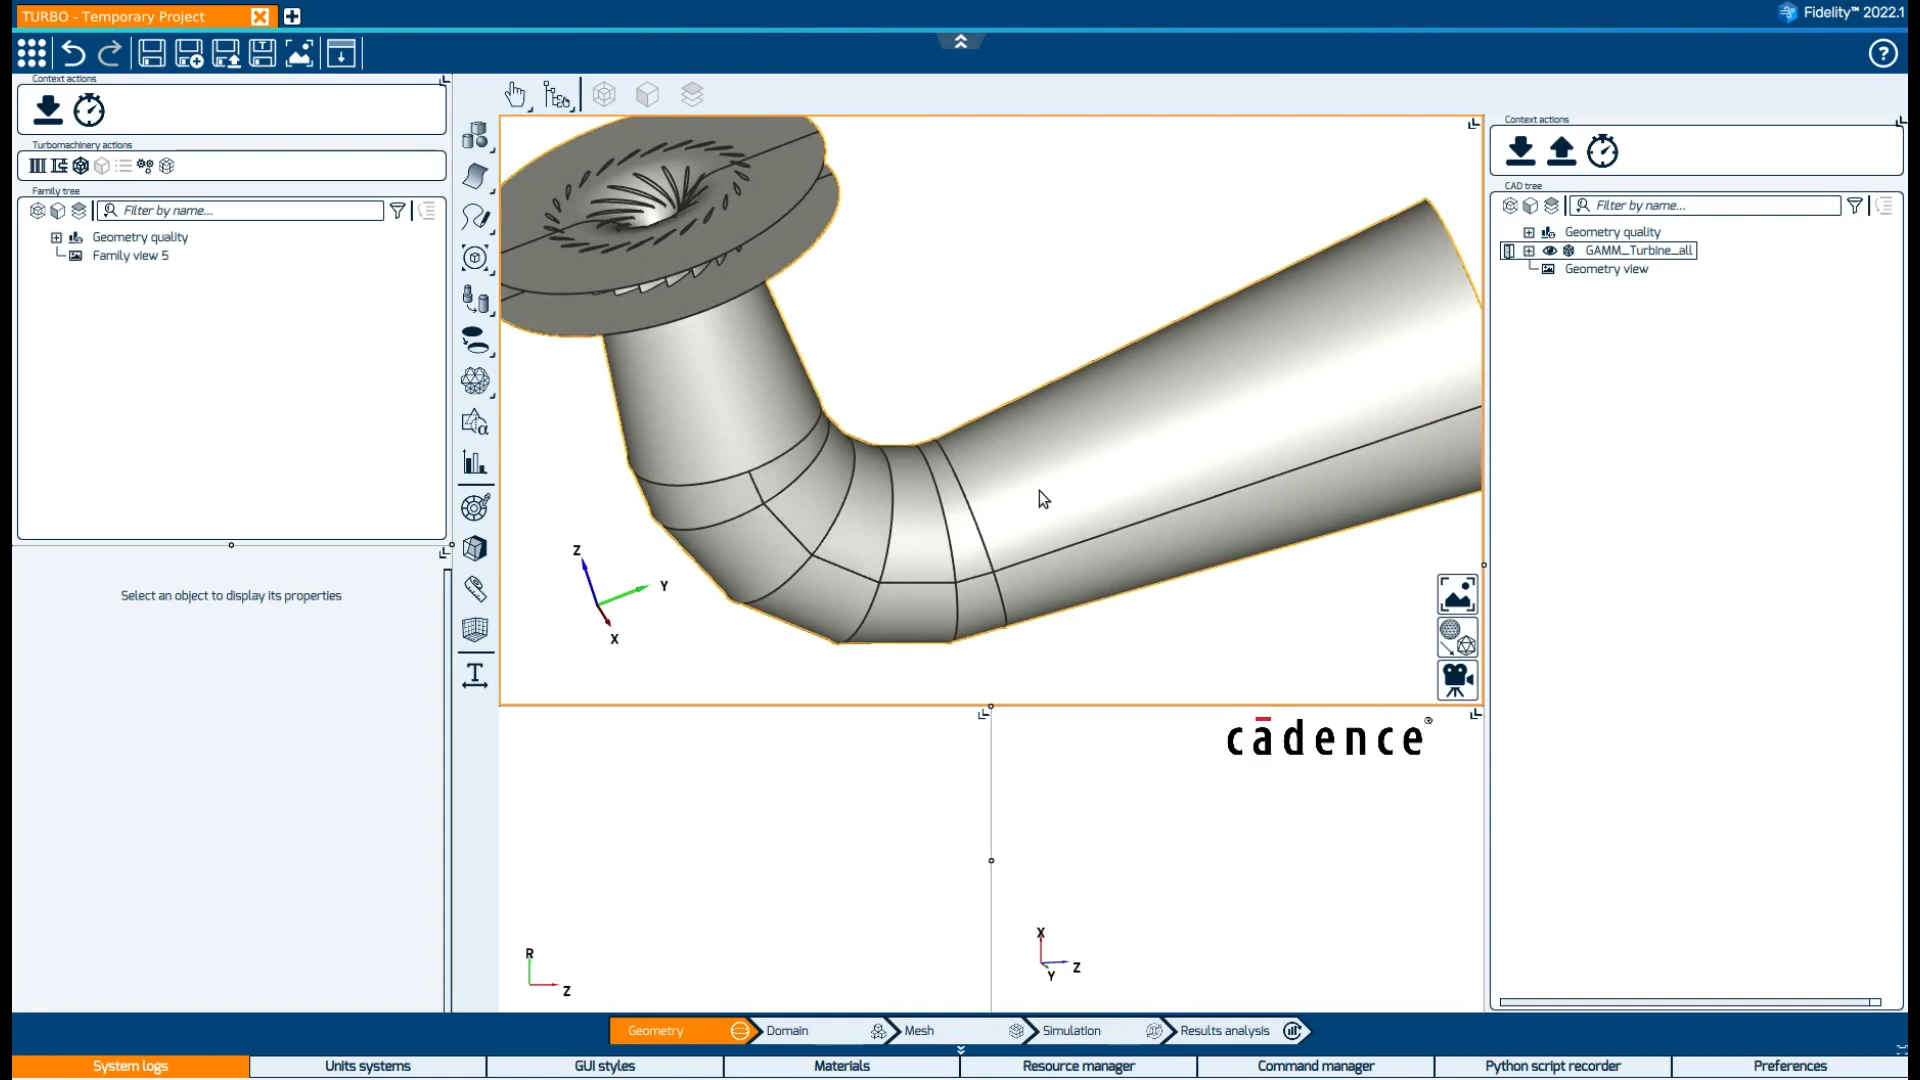 TURBO - Temporary Project
Fidelity™ 2022.1
Context actions
Turbomachinery actions
Family tree
Filter by name...
Geometry quality
Family view 5
Select an object to display its properties
Z
Y
X
cādence®
R
Z
X
Y
Z
Context actions
CAD tree
Filter by name...
Geometry quality
GAMM_Turbine_all
Geometry view
Geometry
Domain
Mesh
Simulation
Results analysis
System logs
Units systems
GUI styles
Materials
Resource manager
Command manager
Python script recorder
Preferences